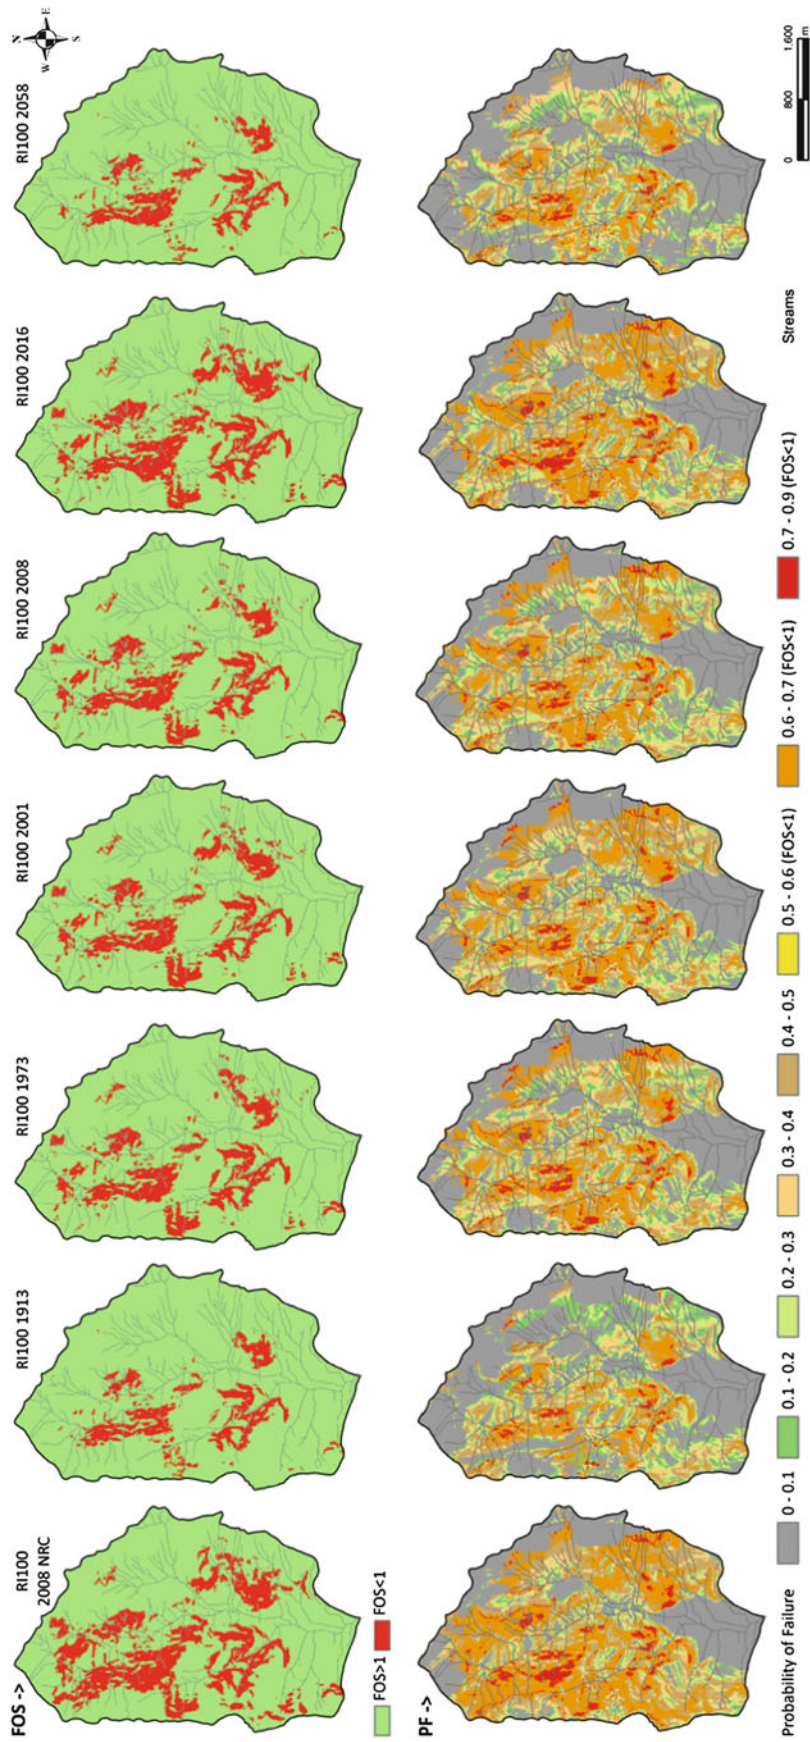 FOS ->
RI100
2008 NRC
RI100 1913
RI100 1973
RI100 2001
RI100 2008
RI100 2016
RI100 2058
N
W E
S
FOS>1 FOS<1
PF ->
Probability of Failure 0 - 0.1 0.1 - 0.2 0.2 - 0.3 0.3 - 0.4 0.4 - 0.5 0.5 - 0.6 (FOS<1) 0.6 - 0.7 (FOS<1) 0.7 - 0.9 (FOS<1) Streams
0 800 1.600
m